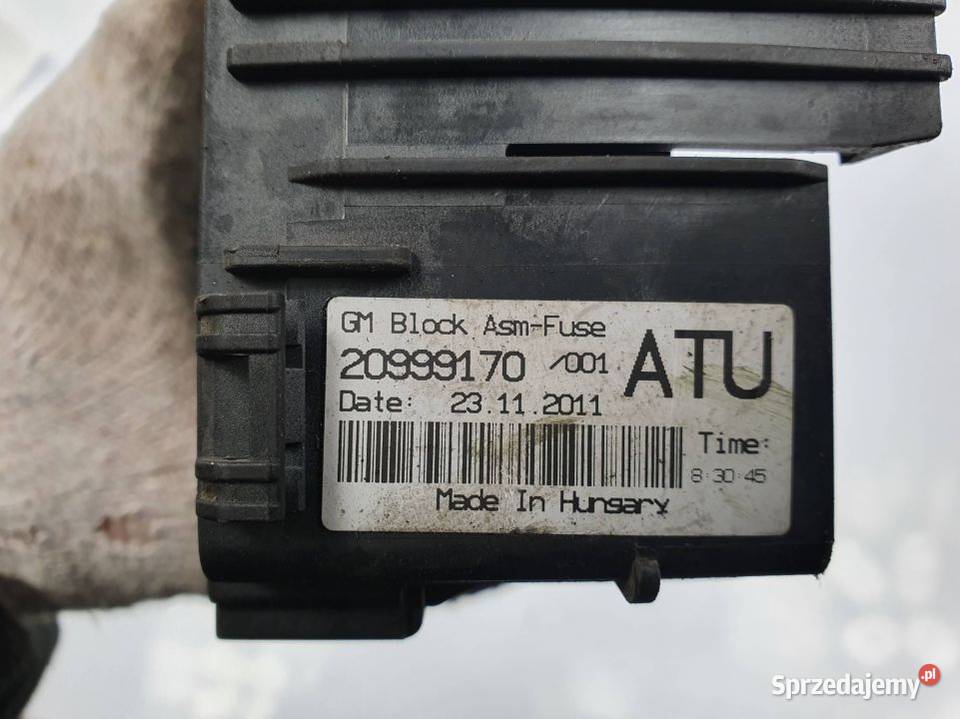 GM Block Asm-Fuse
20999170 /001
ATU
Date: 23.11.2011
Time:
8:30:45
Made In Hungary
Sprzedajemy.pl